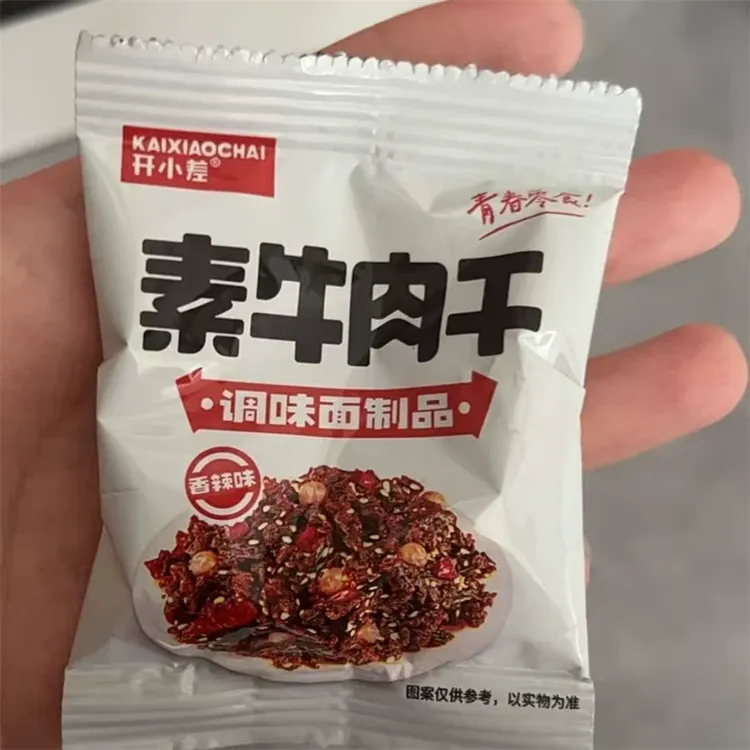 KAIXIAOCHAI
开小差®
青春零食!
素牛肉干
·调味面制品·
香辣味
图案仅供参考，以实物为准